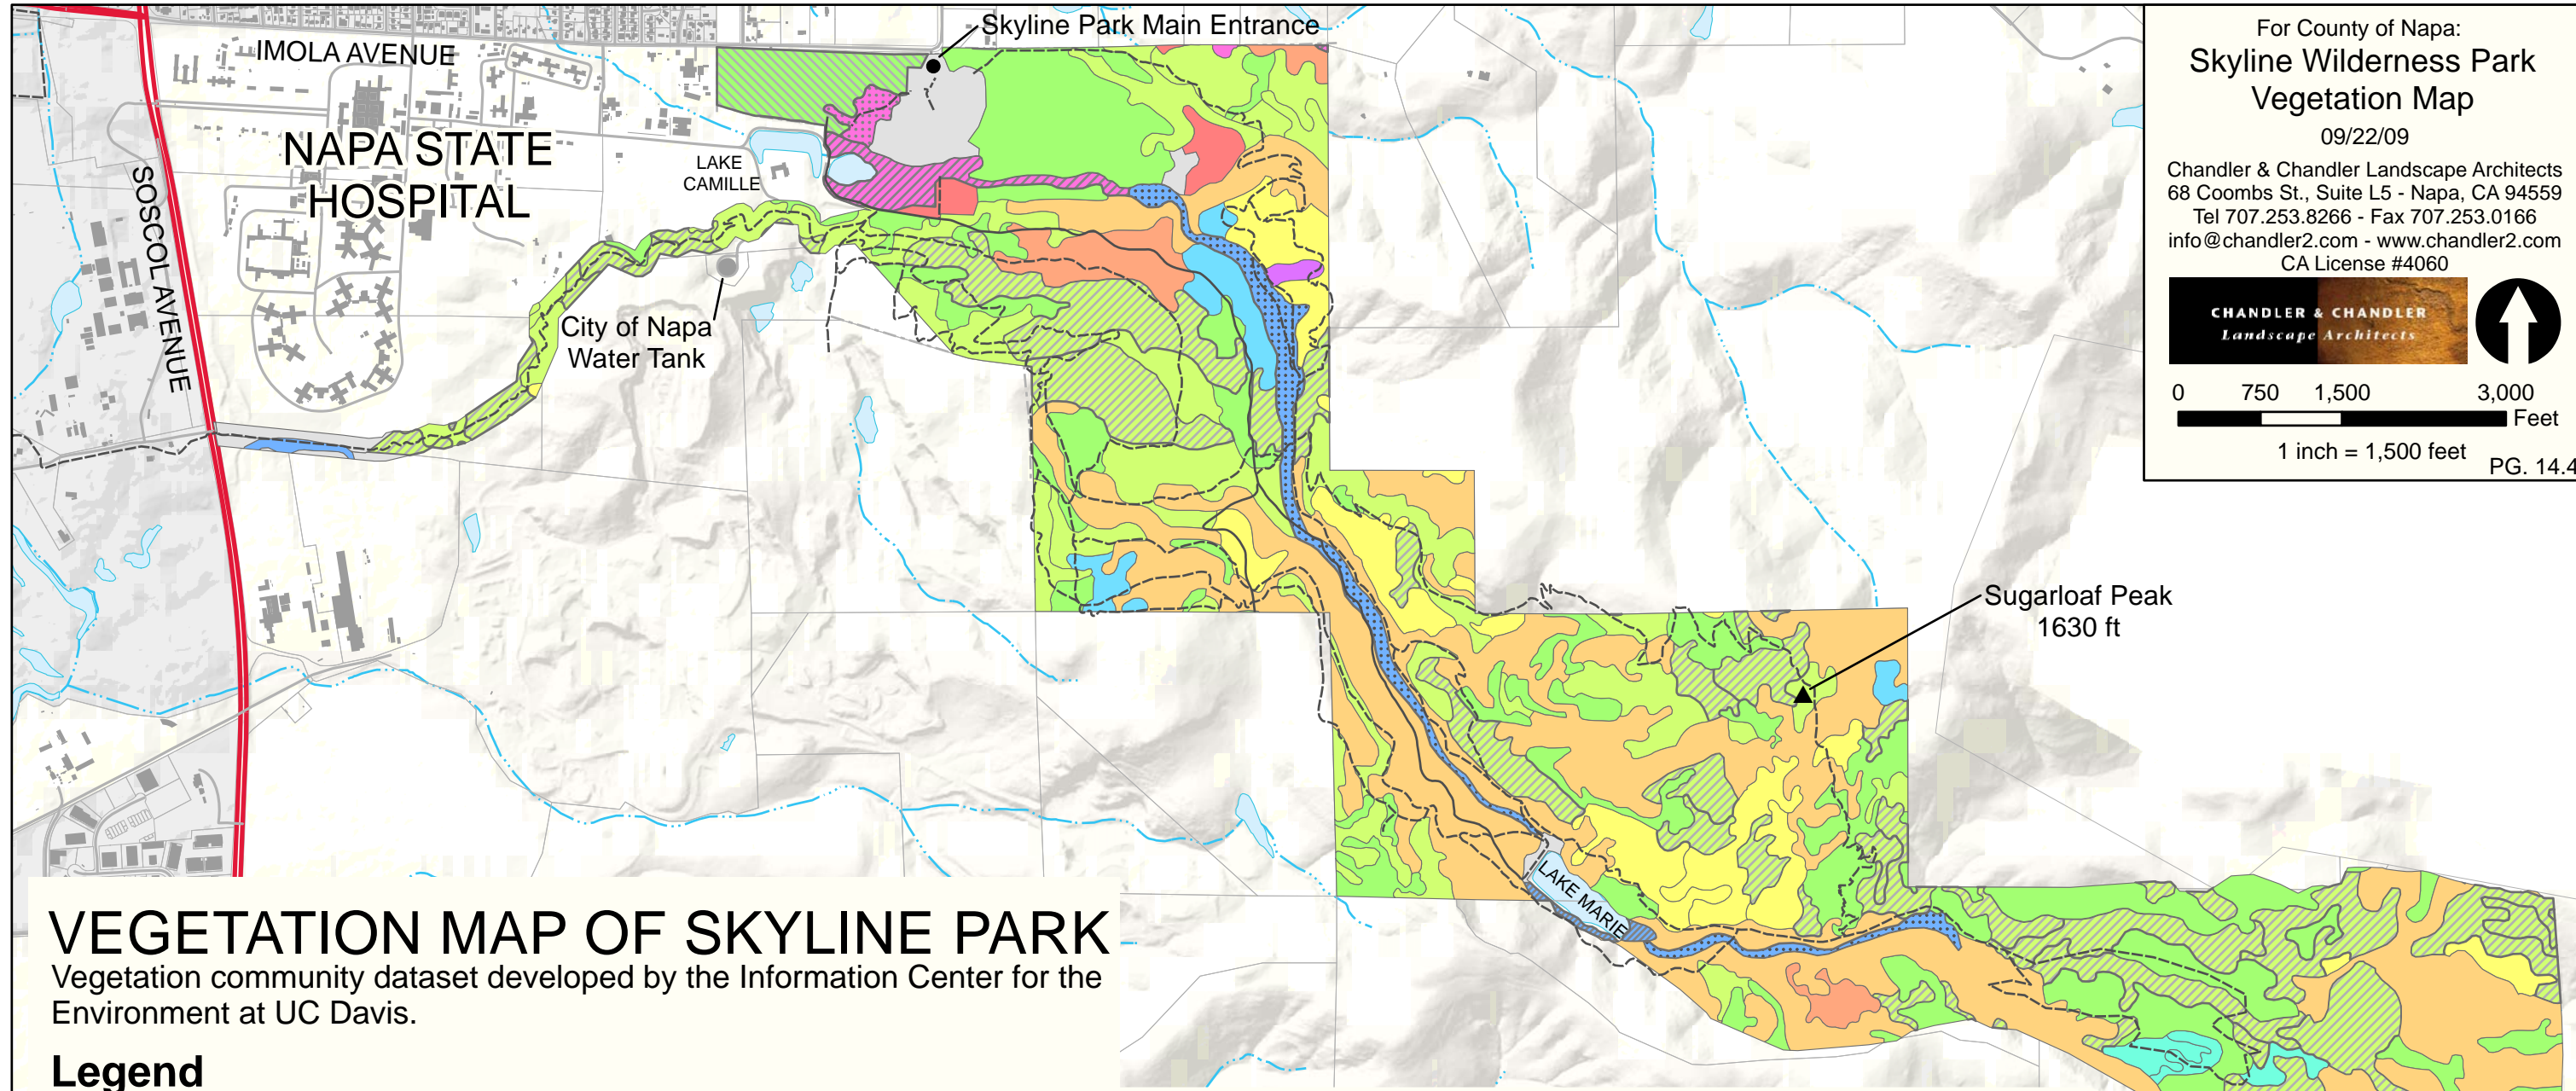 Skyline Park Main Entrance
IMOLA AVENUE
NAPA STATE
HOSPITAL
SOSCOL AVENUE
LAKE
CAMILLE
City of Napa
Water Tank
Sugarloaf Peak
1630 ft
LAKE MARIE
For County of Napa:
Skyline Wilderness Park
Vegetation Map
09/22/09
Chandler & Chandler Landscape Architects
68 Coombs St., Suite L5 - Napa, CA 94559
Tel 707.253.8266 - Fax 707.253.0166
info@chandler2.com - www.chandler2.com
CA License #4060
CHANDLER & CHANDLER
Landscape Architects
0 750 1,500 3,000
Feet
1 inch = 1,500 feet
PG. 14.4
VEGETATION MAP OF SKYLINE PARK
Vegetation community dataset developed by the Information Center for the
Environment at UC Davis.
Legend